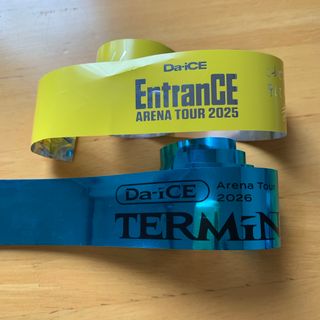 Da-iCE
EntranCE
ARENA TOUR 2025
Da-iCE
Arena Tour
2026
TERMiN